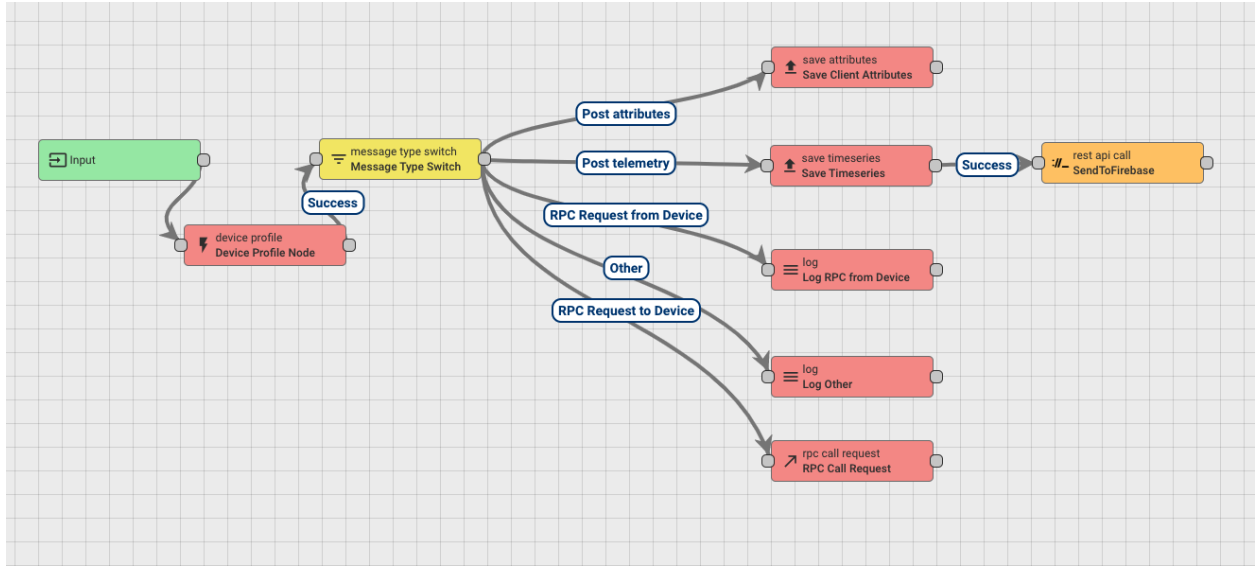 save attributes
Save Client Attributes
Post attributes
Input
message type switch
Message Type Switch
Post telemetry
save timeseries
Save Timeseries
Success
rest api call
SendToFirebase
Success
device profile
Device Profile Node
RPC Request from Device
log
Log RPC from Device
Other
RPC Request to Device
log
Log Other
rpc call request
RPC Call Request